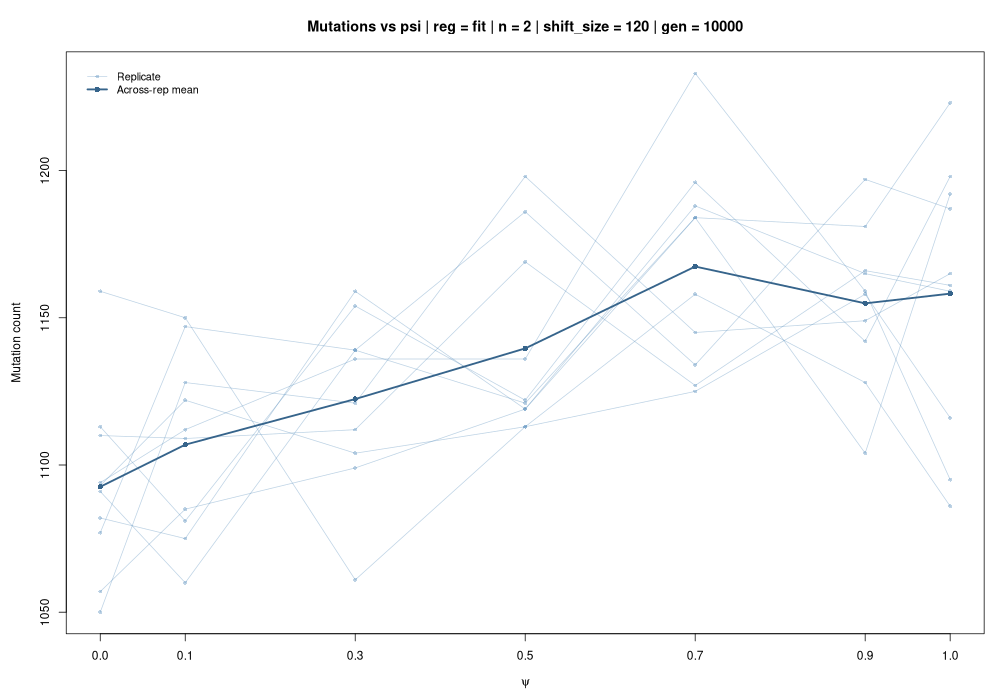 Mutations vs psi | reg = fit | n = 2 | shift_size = 120 | gen = 10000
Replicate
Across-rep mean
Mutation count
1200
1150
1100
1050
0.0 0.1 0.3 0.5 0.7 0.9 1.0
ψ